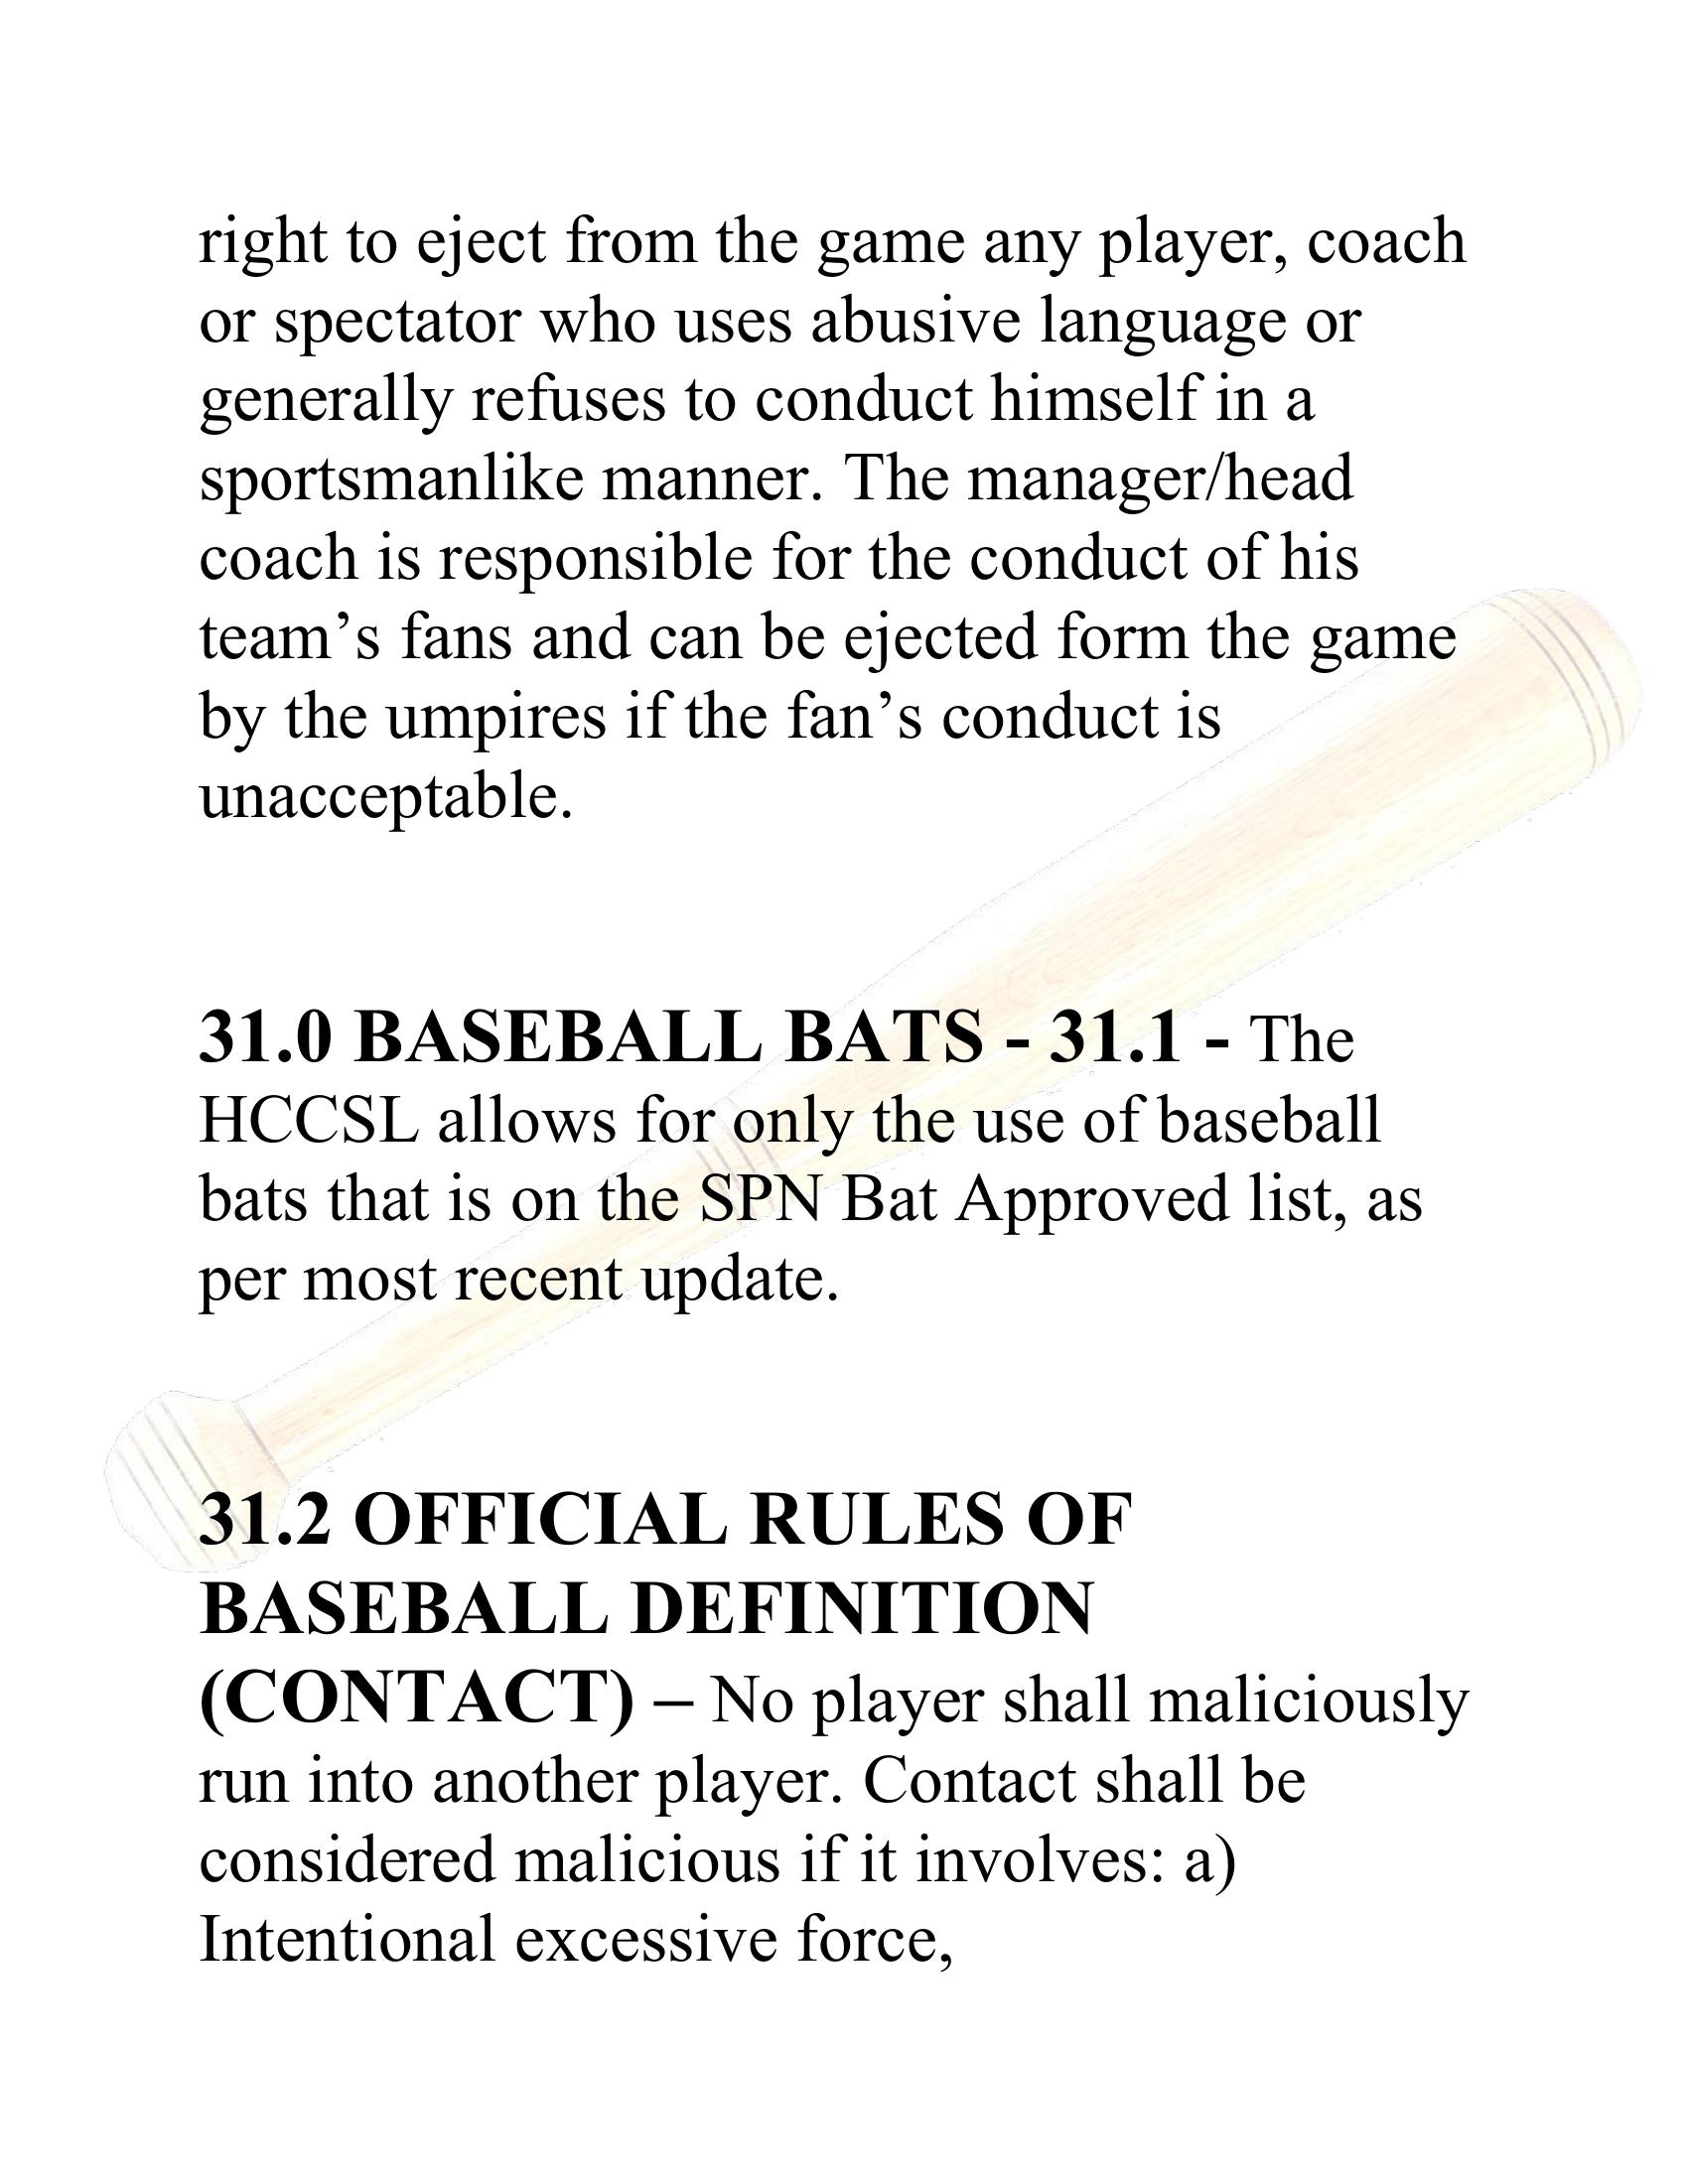 right to eject from the game any player, coach
or spectator who uses abusive language or
generally refuses to conduct himself in a
sportsmanlike manner. The manager/head
coach is responsible for the conduct of his
team’s fans and can be ejected form the game
by the umpires if the fan’s conduct is
unacceptable.
31.0 BASEBALL BATS - 31.1 - The
HCCSL allows for only the use of baseball
bats that is on the SPN Bat Approved list, as
per most recent update.
31.2 OFFICIAL RULES OF
BASEBALL DEFINITION
(CONTACT) – No player shall maliciously
run into another player. Contact shall be
considered malicious if it involves: a)
Intentional excessive force,